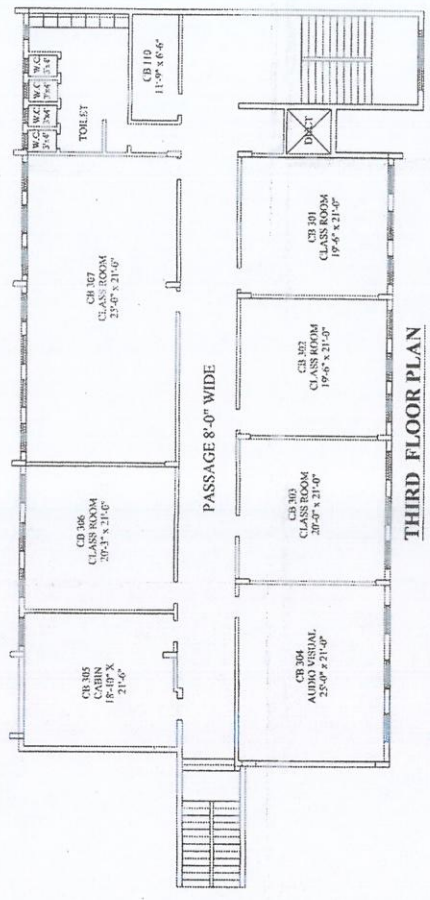 W.C.
3'x4'
W.C.
3'x4'
W.C.
3'x4'
W.C.
3'x4'
TOILET
CB 110
11'-9" x 6'-6"
DUCT
CB 307
CLASS ROOM
CB 306
CLASS ROOM
20'-3" x 21'-0"
CB 305
CABIN
18'-10" X
21'-6"
PASSAGE 8'-0" WIDE
CB 301
CLASS ROOM
19'-6" x 21'-0"
CB 302
CLASS ROOM
19'-6" x 21'-0"
CB 303
CLASS ROOM
20'-0" x 21'-0"
CB 304
AUDIO VISUAL
25'-0" x 21'-0"
THIRD FLOOR PLAN